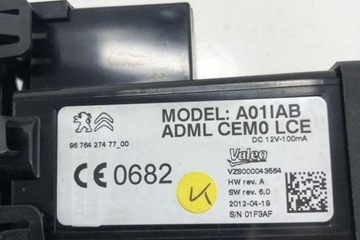 MODEL: A01IAB
ADML CEM0 LCE
DC 12V-100mA
96 764 274 77_00
CE 0682
Valeo
VZS000043564
HW rev. A
SW rev. 6.0
2012-04-19
S/N 01F3AF